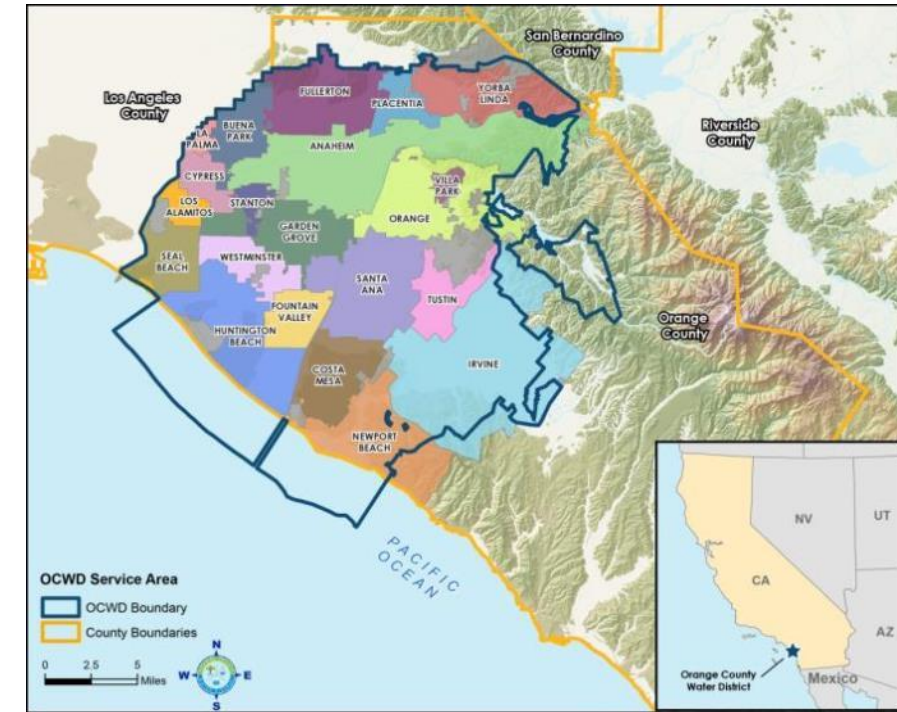 San Bernardino
County
Los Angeles
County
FULLERTON
PLACENTIA
YORBA
LINDA
Riverside
County
BUENA
PARK
LA
PALMA
ANAHEIM
CYPRESS
VILLA
PARK
LOS
ALAMITOS
STANTON
ORANGE
GARDEN
GROVE
SEAL
BEACH
WESTMINSTER
SANTA
ANA
TUSTIN
FOUNTAIN
VALLEY
HUNTINGTON
BEACH
Orange
County
COSTA
MESA
IRVINE
NEWPORT
BEACH
PACIFIC
OCEAN
OCWD Service Area
OCWD Boundary
County Boundaries
0 2.5 5
Miles
N
W E
S
NV
UT
CA
AZ
Orange County
Water District
Mexico